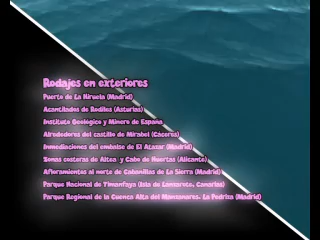 Rodajes en exteriores
Puerto de La Hiruela (Madrid)
Acantilados de Rodiles (Asturias)
Instituto Geológico y Minero de España
Alrededores del castillo de Mirabel (Cáceres)
Inmediaciones del embalse de El Atazar (Madrid)
Zonas costeras de Altea y Cabo de Huertas (Alicante)
Afloramientos al norte de Cabanillas de La Sierra (Madrid)
Parque Nacional de Timanfaya (Isla de Lanzarote, Canarias)
Parque Regional de la Cuenca Alta del Manzanares. La Pedriza (Madrid)